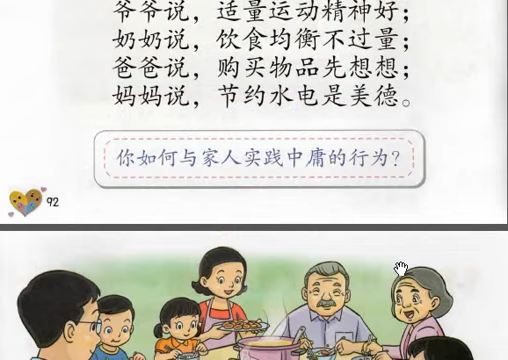 爷爷说，适量运动精神好；
奶奶说，饮食均衡不过量；
爸爸说，购买物品先想想；
妈妈说，节约水电是美德。
你如何与家人实践中庸的行为？
92